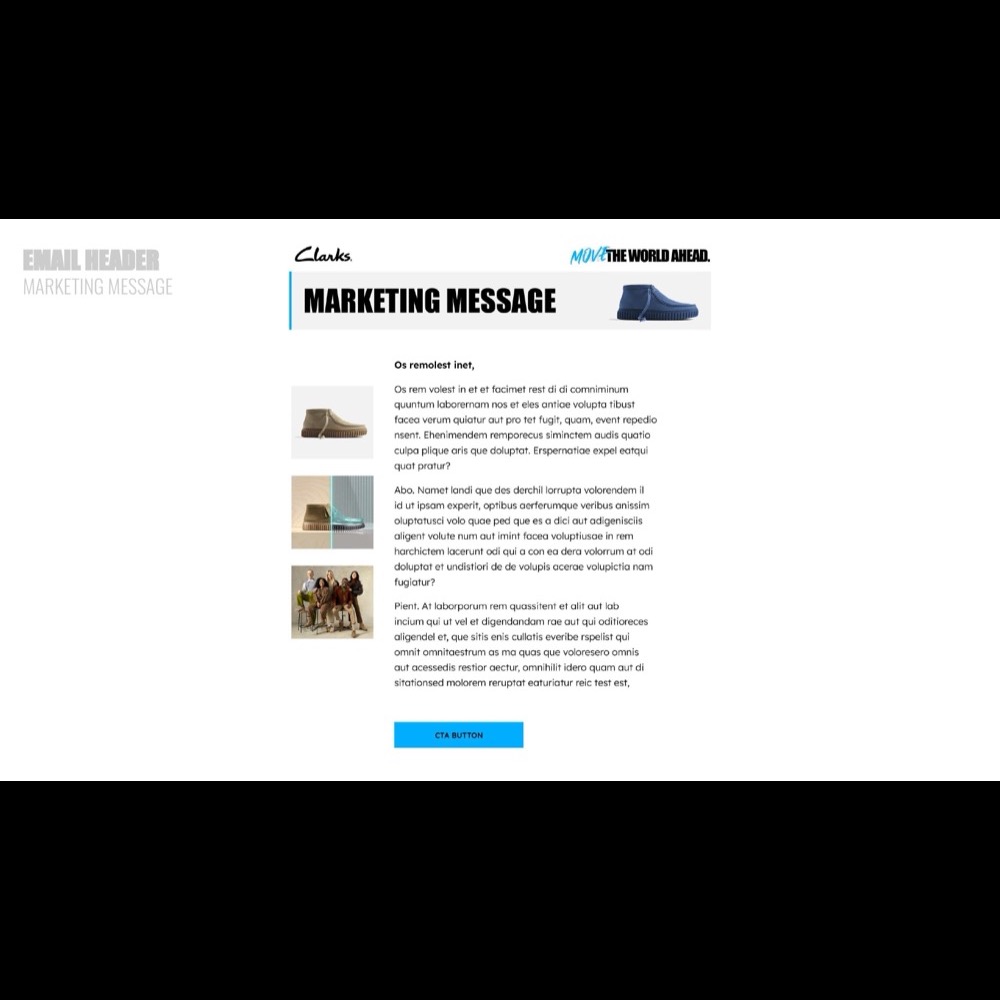 EMAIL HEADER
MARKETING MESSAGE
Clarks.
MOVE THE WORLD AHEAD.
MARKETING MESSAGE
Os remolest inet,
Os rem volest in et et facimet rest di di comniminum
quuntum laborernam nos et eles antiae volupta tibust
facea verum quiatur aut pro tet fugit, quam, event repedio
nsent. Ehenimendem remporecus siminctem audis quatio
culpa plique aris que doluptat. Erspernatiae expel eatqui
quat pratur?
Abo. Namet landi que des derchil lorrupta volorendem il
id ut ipsam experit, optibus aerferumque veribus anissim
oluptatusci volo quae ped que es a dici aut adigenisciis
aligent volute num aut imint facea voluptiusae in rem
harchictem lacerunt odi qui a con ea dera volorrum at odi
doluptat et undistiori de de volupis acerae volupictia nam
fugiatur?
Pient. At laborporum rem quassitent et alit aut lab
incium qui ut vel et digendandam rae aut qui oditioreces
aligendel et, que sitis enis cullatis everibe rspelist qui
omnit omnitaestrum as ma quas que voloresero omnis
aut acessedis restior aectur, omnihilit idero quam aut di
sitationsed molorem reruptat eaturiatur reic test est,
CTA BUTTON